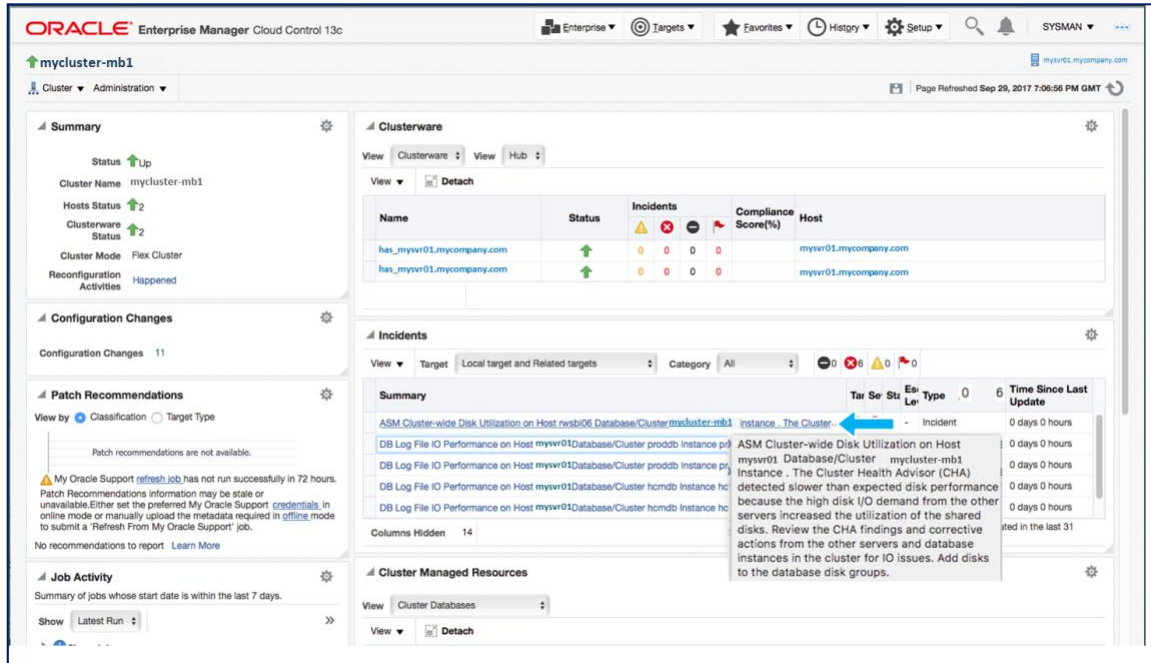 ORACLE Enterprise Manager Cloud Control 13c
Enterprise Targets Favorites History Setup SYSMAN
mycluster-mb1
mysvr01.mycompany.com
Cluster Administration
Page Refreshed Sep 29, 2017 7:06:56 PM GMT
Summary
Status Up
Cluster Name mycluster-mb1
Hosts Status 2
Clusterware
Status 2
Cluster Mode Flex Cluster
Reconfiguration
Activities Happened
Configuration Changes
Configuration Changes 11
Patch Recommendations
View by Classification Target Type
Patch recommendations are not available.
My Oracle Support refresh job has not run successfully in 72 hours.
Patch Recommendations information may be stale or
unavailable.Either set the preferred My Oracle Support credentials in
online mode or manually upload the metadata required in offline mode
to submit a 'Refresh From My Oracle Support' job.
No recommendations to report Learn More
Job Activity
Summary of jobs whose start date is within the last 7 days.
Show Latest Run
Clusterware
View Clusterware View Hub
View Detach
Name Status Incidents Compliance Score(%) Host
has_mysvr01.mycompany.com 0 0 0 0 mysvr01.mycompany.com
has_mysvr01.mycompany.com 0 0 0 0 mysvr01.mycompany.com
Incidents
View Target Local target and Related targets Category All 0 6 0 0
Summary Tar Se Sta Es Lev Type 0 6 Time Since Last Update
ASM Cluster-wide Disk Utilization on Host rwsbi06 Database/Cluster mycluster-mb1 Instance . The Cluster.. - Incident 0 days 0 hours
DB Log File IO Performance on Host mysvr01Database/Cluster proddb Instance 0 days 0 hours
DB Log File IO Performance on Host mysvr01Database/Cluster proddb Instance 0 days 0 hours
DB Log File IO Performance on Host mysvr01Database/Cluster hcmdb Instance 0 days 0 hours
DB Log File IO Performance on Host mysvr01Database/Cluster hcmdb Instance 0 days 0 hours
Columns Hidden 14 in the last 31
ASM Cluster-wide Disk Utilization on Host
mysvr01 Database/Cluster mycluster-mb1
Instance . The Cluster Health Advisor (CHA)
detected slower than expected disk performance
because the high disk I/O demand from the other
servers increased the utilization of the shared
disks. Review the CHA findings and corrective
actions from the other servers and database
instances in the cluster for IO issues. Add disks
to the database disk groups.
Cluster Managed Resources
View Cluster Databases
View Detach